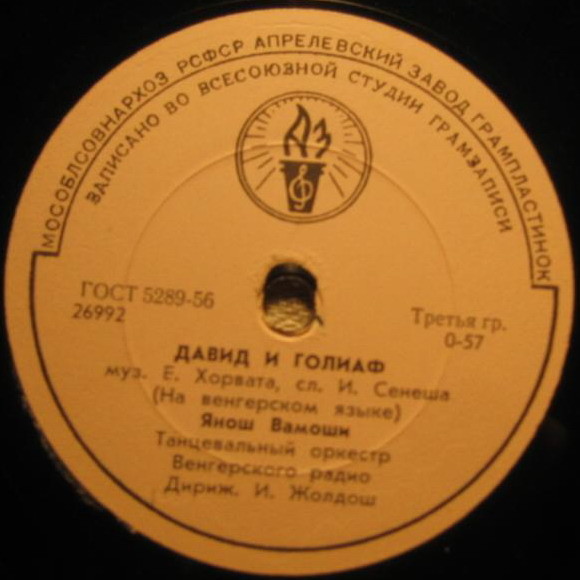 МОСОБЛСОВНАРХОЗ РСФСР АПРЕЛЕВСКИЙ ЗАВОД ГРАМПЛАСТИНОК
ЗАПИСАНО ВО ВСЕСОЮЗНОЙ СТУДИИ ГРАМЗАПИСИ
АЗ
ГОСТ 5289-56
26992
Третья гр.
0-57
ДАВИД И ГОЛИАФ
муз. Е. Хорвата, сл. И. Сенеша
(На венгерском языке)
Янош Вамоши
Танцевальный оркестр
Венгерского радио
Дириж. И. Жолдош